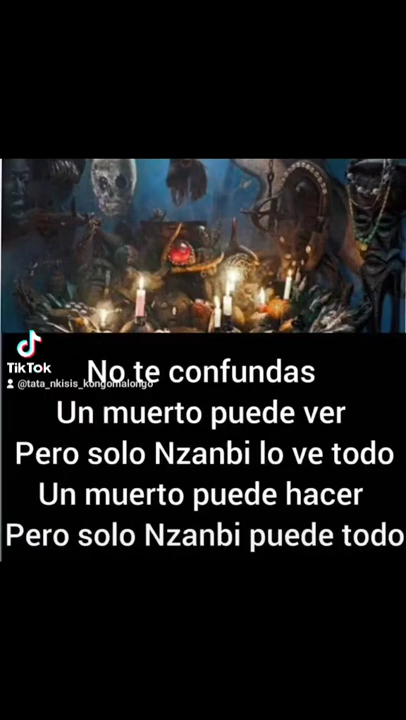 TikTok
@tata_nkisis_kongomalongo
No te confundas
Un muerto puede ver
Pero solo Nzanbi lo ve todo
Un muerto puede hacer
Pero solo Nzanbi puede todo